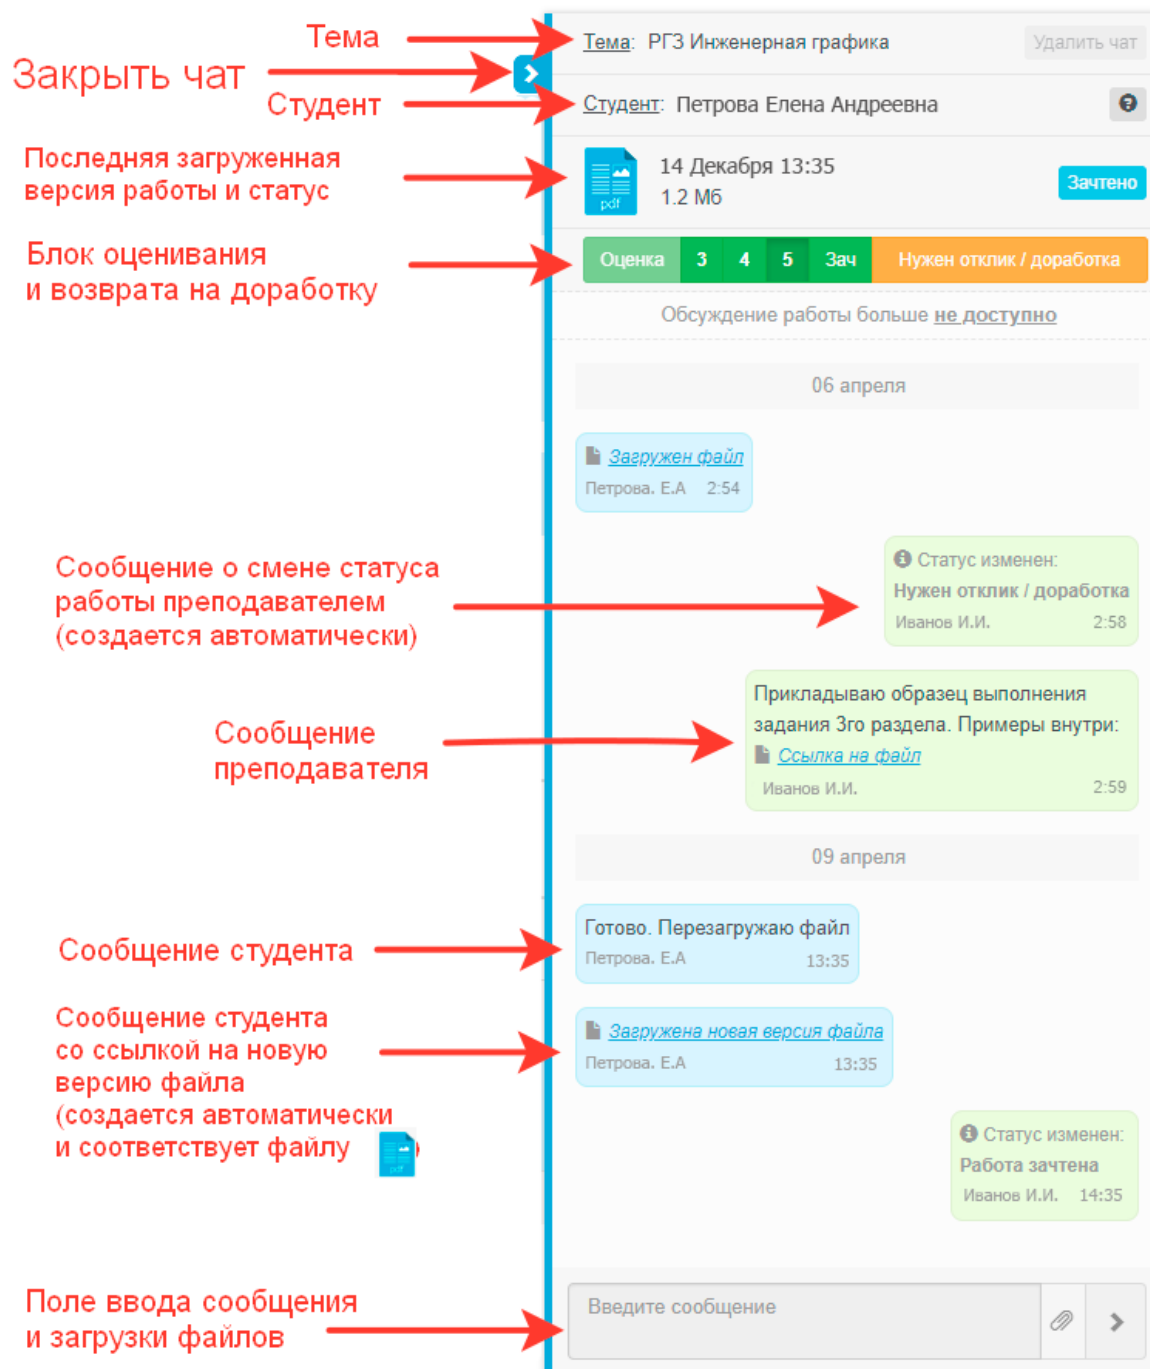 Тема
Тема: РГЗ Инженерная графика
Удалить чат
Закрыть чат
Студент
Студент: Петрова Елена Андреевна
Последняя загруженная
версия работы и статус
pdf
14 Декабря 13:35
1.2 Мб
Зачтено
Блок оценивания
и возврата на доработку
Оценка 3 4 5 Зач Нужен отклик / доработка
Обсуждение работы больше не доступно
06 апреля
Загружен файл
Петрова. Е.А 2:54
Сообщение о смене статуса
работы преподавателем
(создается автоматически)
Статус изменен:
Нужен отклик / доработка
Иванов И.И. 2:58
Сообщение
преподавателя
Прикладываю образец выполнения
задания 3го раздела. Примеры внутри:
Ссылка на файл
Иванов И.И. 2:59
09 апреля
Сообщение студента
Готово. Перезагружаю файл
Петрова. Е.А 13:35
Сообщение студента
со ссылкой на новую
версию файла
(создается автоматически
и соответствует файлу pdf )
Загружена новая версия файла
Петрова. Е.А 13:35
Статус изменен:
Работа зачтена
Иванов И.И. 14:35
Поле ввода сообщения
и загрузки файлов
Введите сообщение